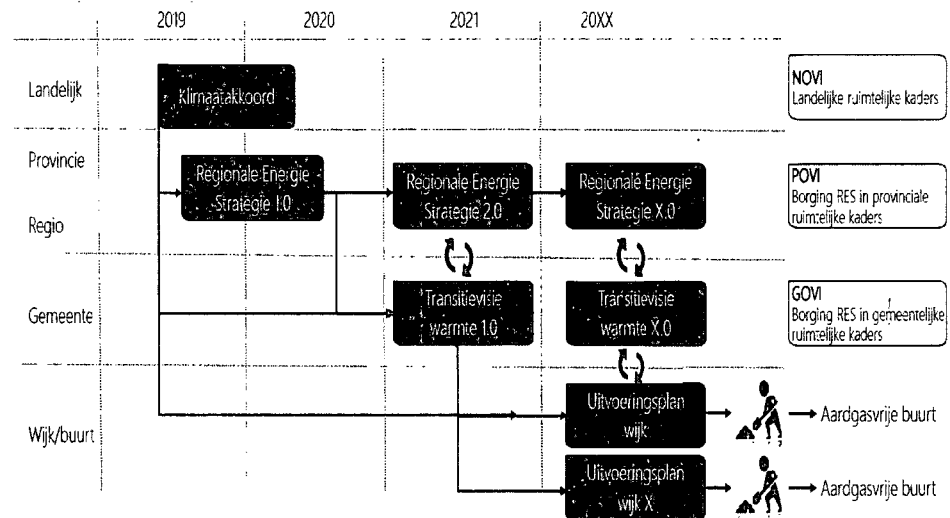 2019 2020 2021 20XX
Landelijk
Klimaatakkoord
NOVI
Landelijke ruimtelijke kaders
Provincie
Regionale Energie
Strategie 1.0
Regionale Energie
Strategie 2.0
Regionale Energie
Strategie X.0
POVI
Borging RES in provinciale
ruimtelijke kaders
Regio
Gemeente
Transitievisie
warmte 1.0
Transitievisie
warmte X.0
GOVI
Borging RES in gemeentelijke
ruimtelijke kaders
Wijk/buurt
Uitvoeringsplan
wijk
Aardgasvrije buurt
Uitvoeringsplan
wijk X
Aardgasvrije buurt